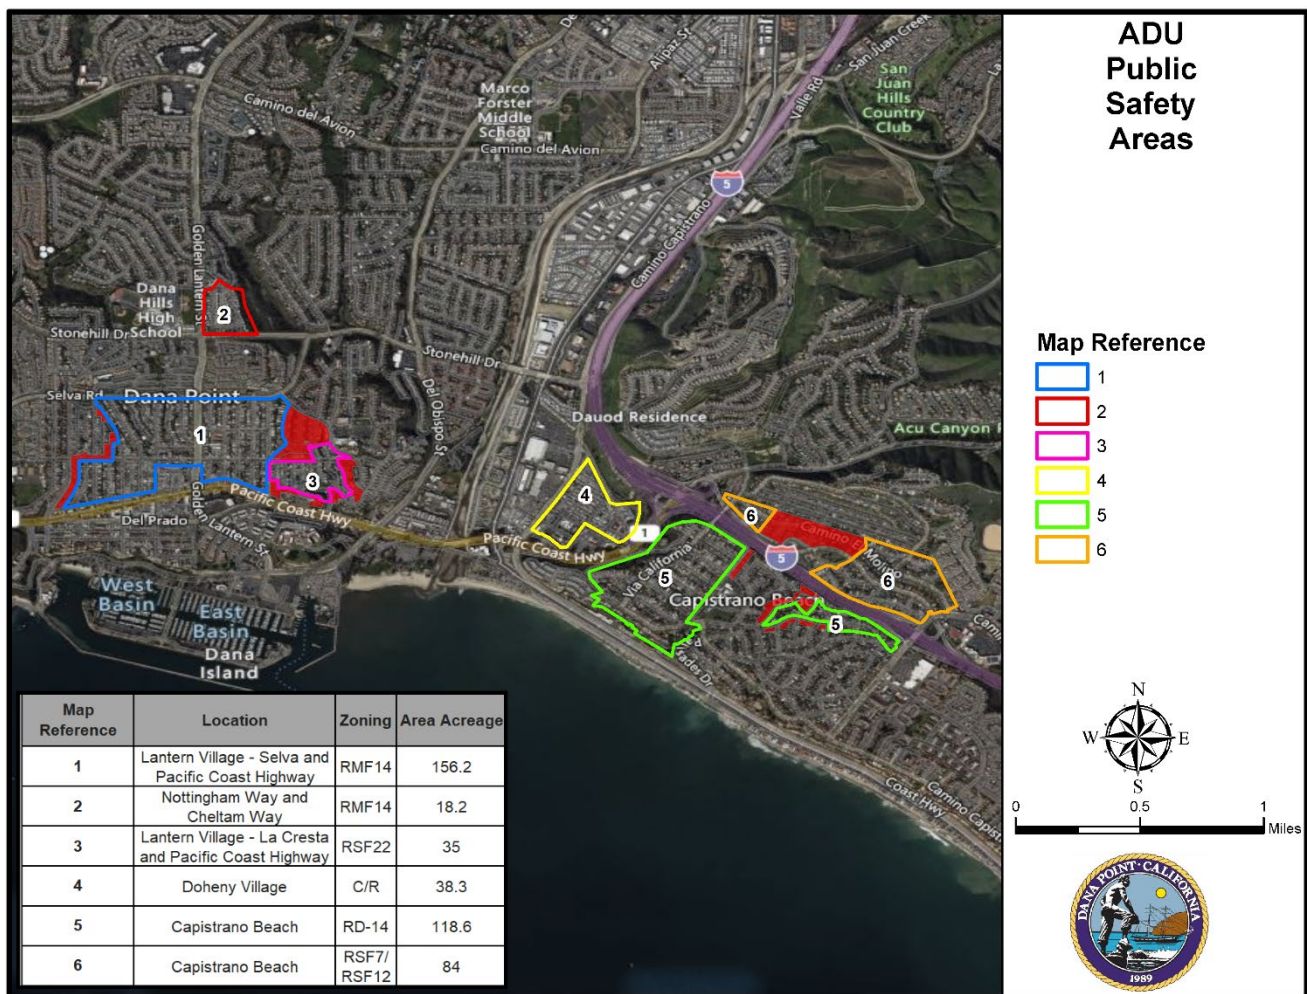 ADU
Public
Safety
Areas
Marco
Forster
Middle
School
Camino del Avion
Camino del Avion
Alipaz St
San Juan Creek
Valle Rd
San
Juan
Hills
Country
Club
5
Camino Capistrano
Golden Lantern St
Dana
Hills
High
School
2
Stonehill Dr
Stonehill Dr
Del Obispo St
Selva Rd
Dana Point
1
3
Dauod Residence
Acu Canyon
4
Pacific Coast Hwy
Del Prado
Golden Lantern St
Pacific Coast Hwy
1
6
Camino El Molino
5
6
Via California
5
Capistrano Beach
5
West
Basin
East
Basin
Dana
Island
Coast Hwy
Camino Capist
Map Reference
1
2
3
4
5
6
Map Reference Location Zoning Area Acreage
1 Lantern Village - Selva and Pacific Coast Highway RMF14 156.2
2 Nottingham Way and Cheltam Way RMF14 18.2
3 Lantern Village - La Cresta and Pacific Coast Highway RSF22 35
4 Doheny Village C/R 38.3
5 Capistrano Beach RD-14 118.6
6 Capistrano Beach RSF7/ RSF12 84
N
W E
S
0 0.5 1
Miles
DANA POINT · CALIFORNIA
1989